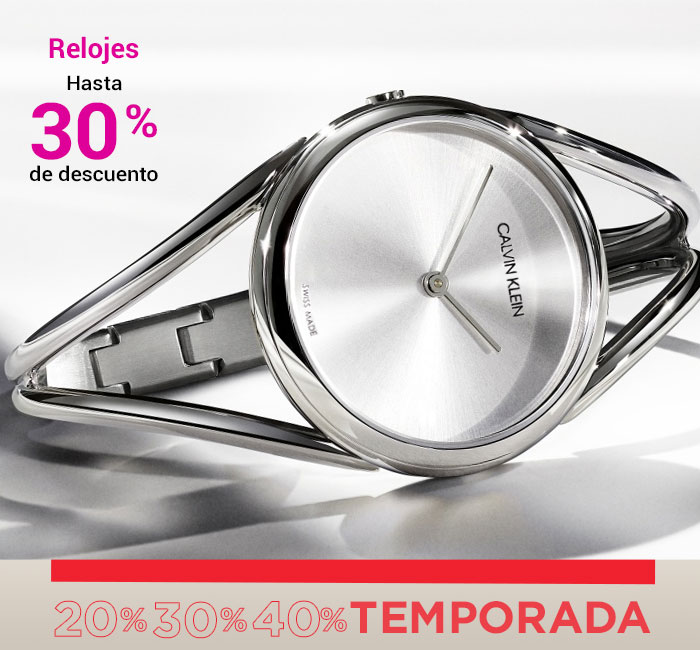 Relojes
Hasta
30%
de descuento
CALVIN KLEIN
SWISS MADE
20%30%40%TEMPORADA